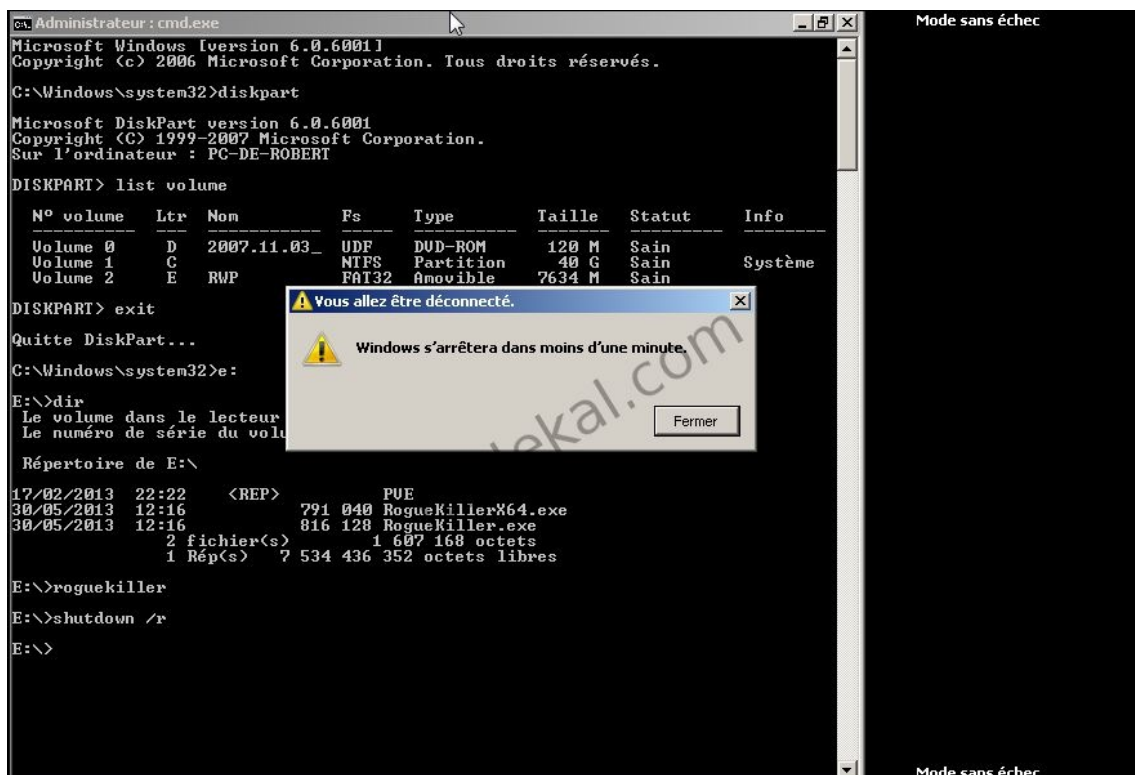 Administrateur : cmd.exe
Mode sans échec
Microsoft Windows [version 6.0.6001]
Copyright (c) 2006 Microsoft Corporation. Tous droits réservés.
C:\Windows\system32>diskpart
Microsoft DiskPart version 6.0.6001
Copyright (C) 1999-2007 Microsoft Corporation.
Sur l'ordinateur : PC-DE-ROBERT
DISKPART> list volume
N° volume Ltr Nom Fs Type Taille Statut Info
---------- --- ----------- ----- ---------- ------- --------- --------
Volume 0 D 2007.11.03_ UDF DVD-ROM 120 M Sain
Volume 1 C NTFS Partition 40 G Sain Système
Volume 2 E RWP FAT32 Amovible 7634 M Sain
DISKPART> exit
Quitte DiskPart...
C:\Windows\system32>e:
E:\>dir
Le volume dans le lecteur
Le numéro de série du volu
Répertoire de E:\
17/02/2013 22:22 <REP> PVE
30/05/2013 12:16 791 040 RogueKillerX64.exe
30/05/2013 12:16 816 128 RogueKiller.exe
2 fichier(s) 1 607 168 octets
1 Rép(s) 7 534 436 352 octets libres
E:\>roguekiller
E:\>shutdown /r
E:\>
Vous allez être déconnecté.
Windows s'arrêtera dans moins d'une minute.
Fermer
Mode sans échec